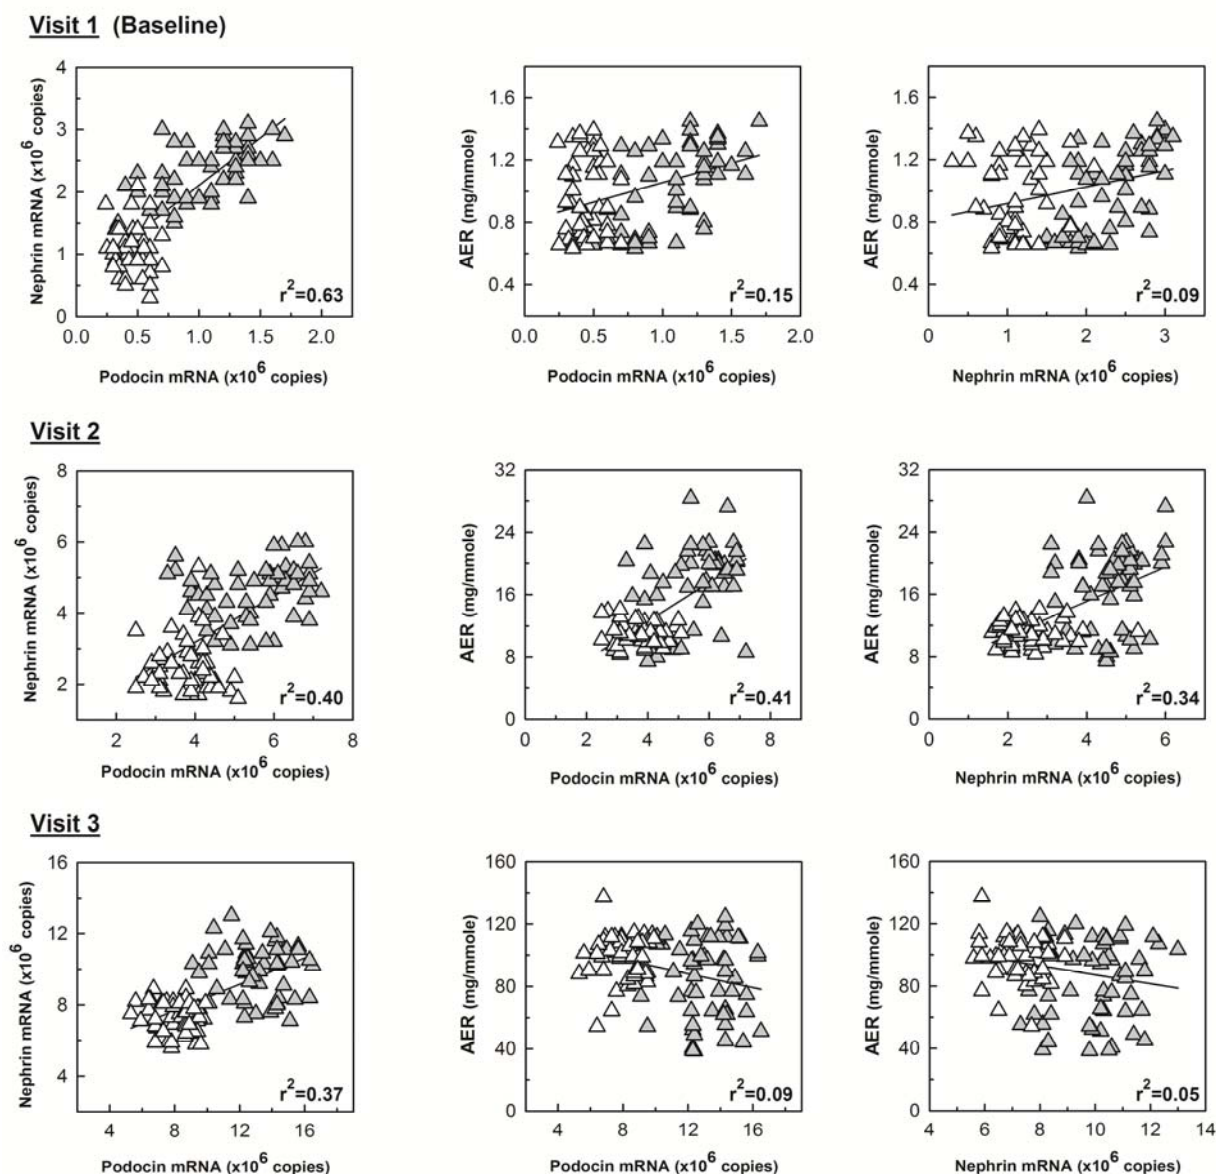 Visit 1 (Baseline)
Nephrin mRNA (x10^6 copies)
4
3
2
1
0
r^2=0.63
0.0 0.5 1.0 1.5 2.0
Podocin mRNA (x10^6 copies)
AER (mg/mmole)
1.6
1.2
0.8
0.4
r^2=0.15
0.0 0.5 1.0 1.5 2.0
Podocin mRNA (x10^6 copies)
AER (mg/mmole)
1.6
1.2
0.8
0.4
r^2=0.09
0 1 2 3
Nephrin mRNA (x10^6 copies)
Visit 2
Nephrin mRNA (x10^6 copies)
8
6
4
2
r^2=0.40
2 4 6 8
Podocin mRNA (x10^6 copies)
AER (mg/mmole)
32
24
16
8
0
r^2=0.41
0 2 4 6 8
Podocin mRNA (x10^6 copies)
AER (mg/mmole)
32
24
16
8
0
r^2=0.34
0 2 4 6
Nephrin mRNA (x10^6 copies)
Visit 3
Nephrin mRNA (x10^6 copies)
16
12
8
4
r^2=0.37
4 8 12 16
Podocin mRNA (x10^6 copies)
AER (mg/mmole)
160
120
80
40
0
r^2=0.09
4 8 12 16
Podocin mRNA (x10^6 copies)
AER (mg/mmole)
160
120
80
40
0
r^2=0.05
4 6 8 10 12 14
Nephrin mRNA (x10^6 copies)